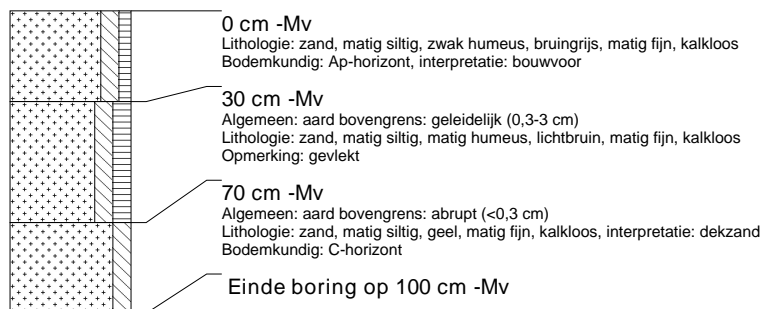 0 cm -Mv
Lithologie: zand, matig siltig, zwak humeus, bruingrijs, matig fijn, kalkloos
Bodemkundig: Ap-horizont, interpretatie: bouwvoor
30 cm -Mv
Algemeen: aard bovengrens: geleidelijk (0,3-3 cm)
Lithologie: zand, matig siltig, matig humeus, lichtbruin, matig fijn, kalkloos
Opmerking: gevlekt
70 cm -Mv
Algemeen: aard bovengrens: abrupt (<0,3 cm)
Lithologie: zand, matig siltig, geel, matig fijn, kalkloos, interpretatie: dekzand
Bodemkundig: C-horizont
Einde boring op 100 cm -Mv